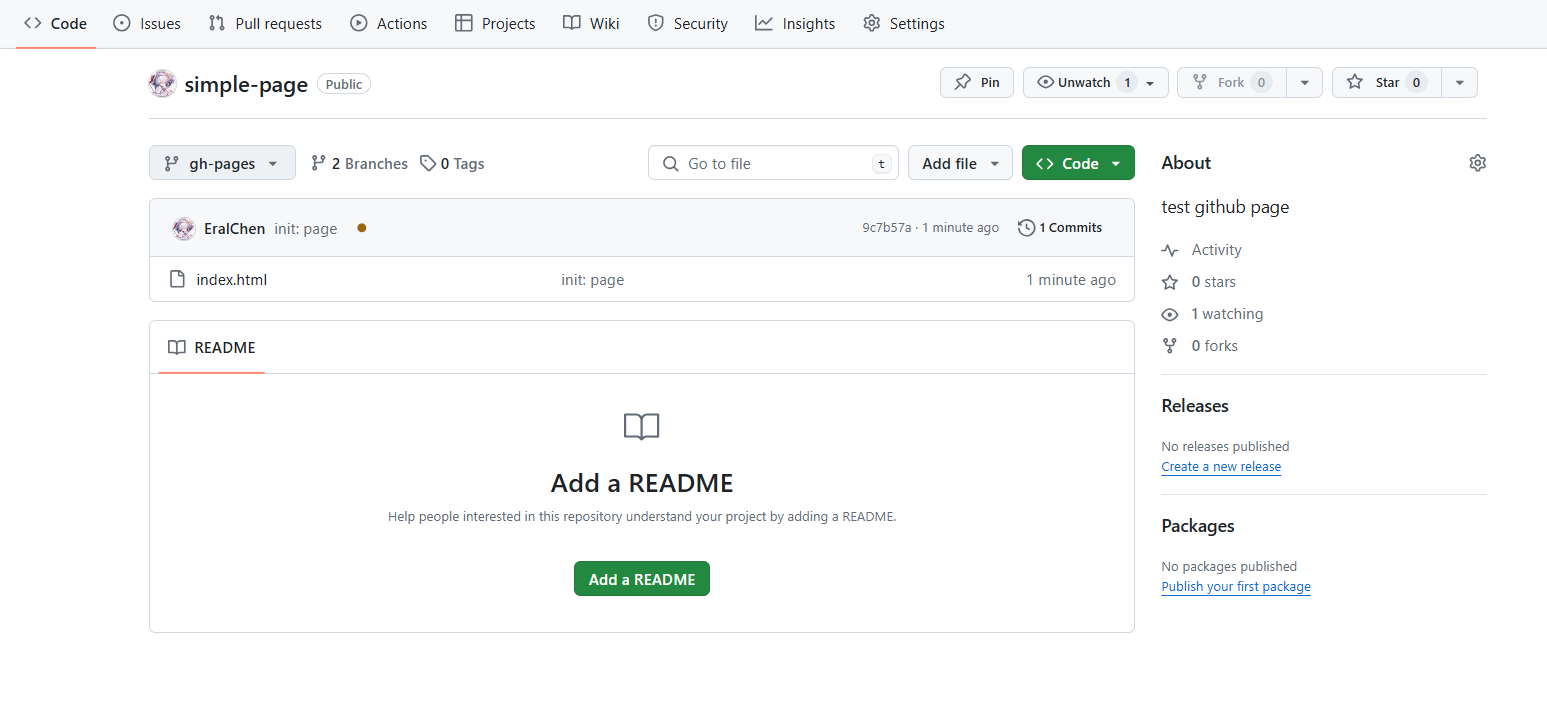 Code Issues Pull requests Actions Projects Wiki Security Insights Settings
simple-page Public Pin Unwatch 1 Fork 0 Star 0
gh-pages 2 Branches 0 Tags Go to file t Add file Code
About
test github page
EralChen init: page 9c7b57a · 1 minute ago 1 Commits
index.html init: page 1 minute ago
Activity
0 stars
1 watching
0 forks
README
Add a README
Help people interested in this repository understand your project by adding a README.
Add a README
Releases
No releases published
Create a new release
Packages
No packages published
Publish your first package